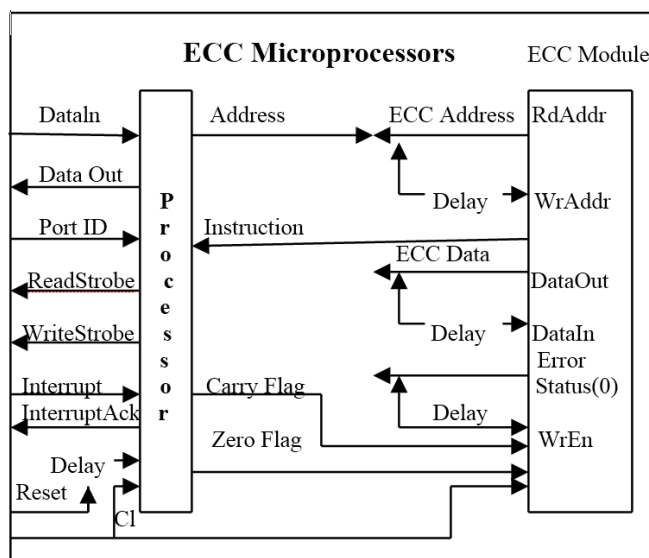 ECC Microprocessors
ECC Module
DataIn
Address
ECC Address
RdAddr
Data Out
Processor
Delay
WrAddr
Port ID
Instruction
ECC Data
ReadStrobe
DataOut
WriteStrobe
Delay
DataIn
Error
Status(0)
Interrupt
Carry Flag
InterruptAck
Delay
Zero Flag
WrEn
Delay
Reset
Cl